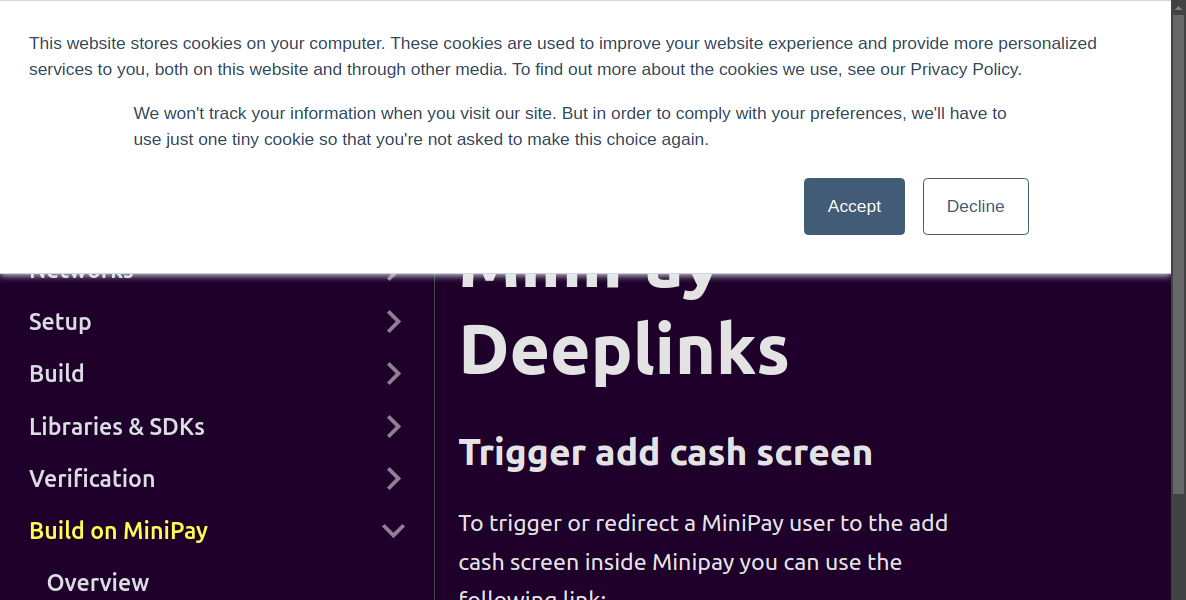 This website stores cookies on your computer. These cookies are used to improve your website experience and provide more personalized
services to you, both on this website and through other media. To find out more about the cookies we use, see our Privacy Policy.
We won't track your information when you visit our site. But in order to comply with your preferences, we'll have to
use just one tiny cookie so that you're not asked to make this choice again.
Accept
Decline
Networks
Setup
Build
Libraries & SDKs
Verification
Build on MiniPay
Overview
MiniPay
Deeplinks
Trigger add cash screen
To trigger or redirect a MiniPay user to the add
cash screen inside Minipay you can use the
following link: